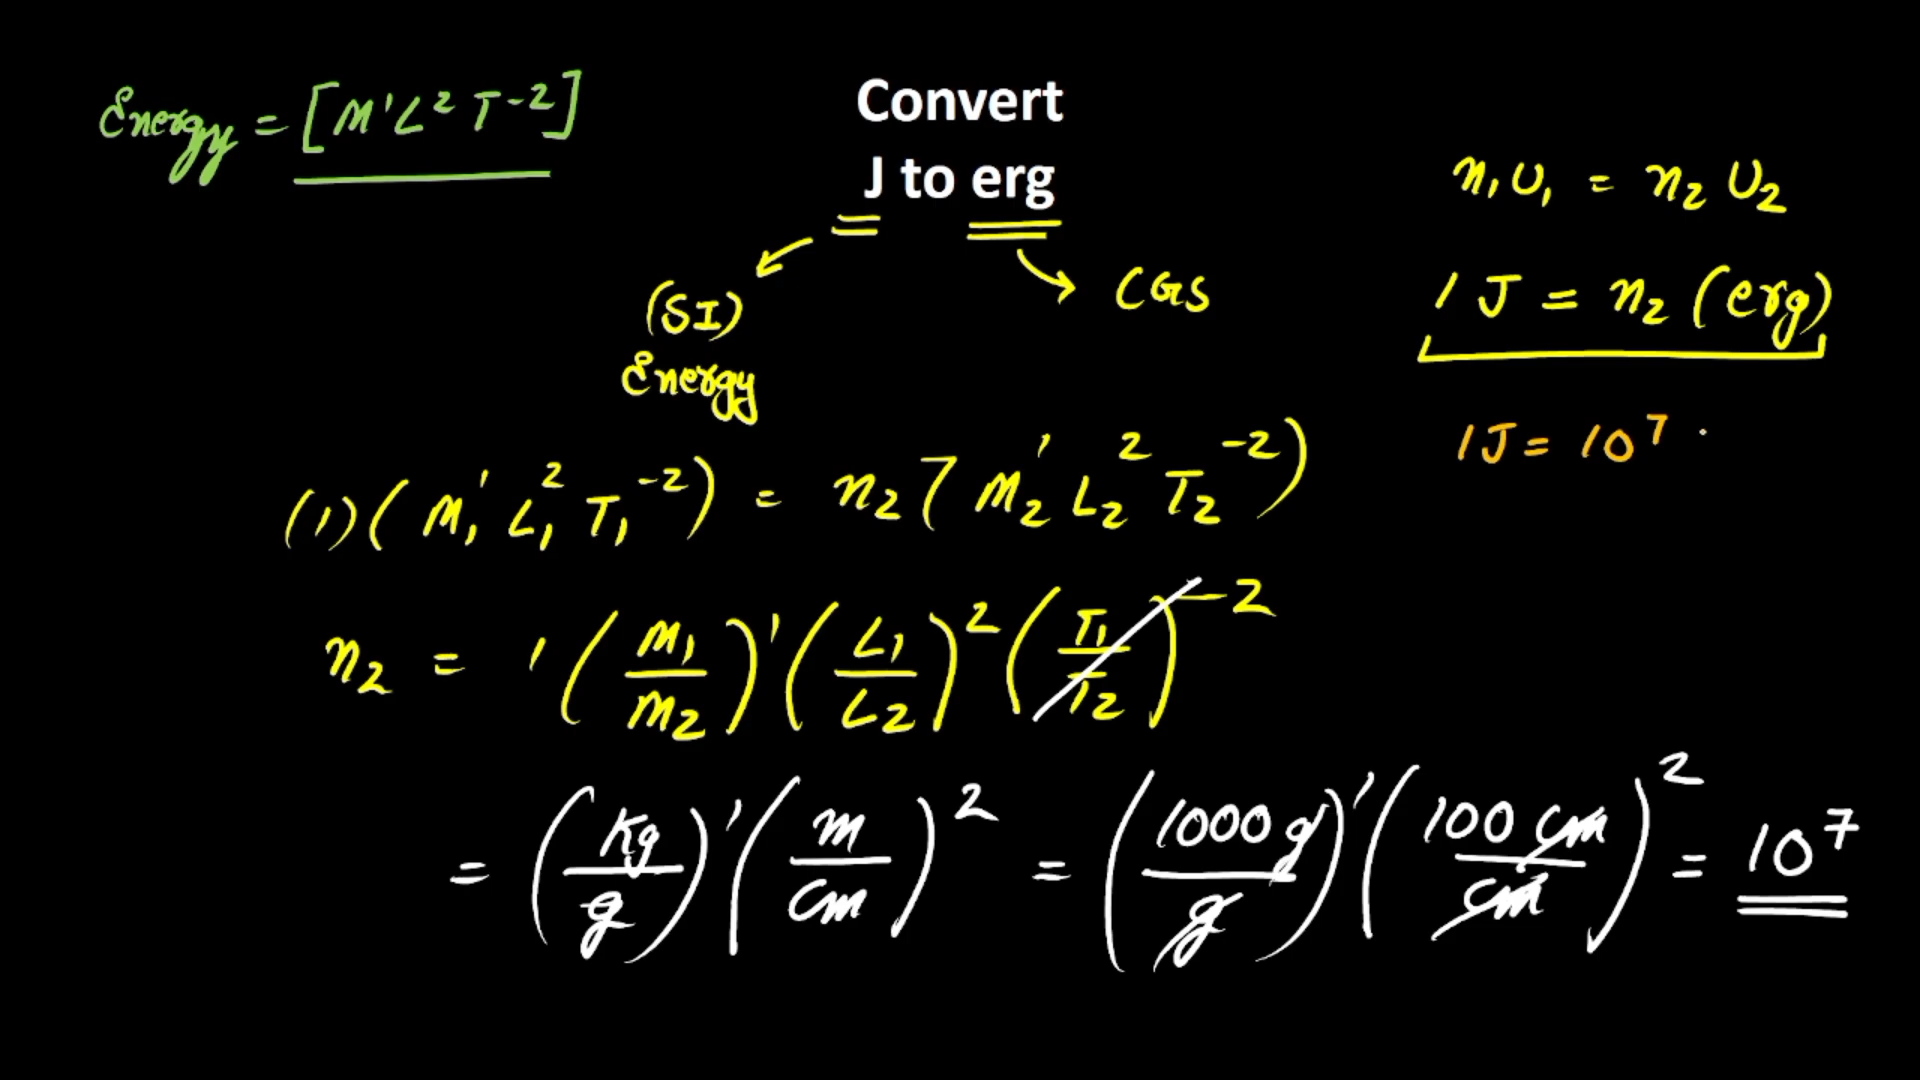 Energy = [M¹L² T⁻²]
Convert
J to erg
n₁U₁ = n₂ U₂
(SI)
Energy
CGS
1 J = n₂ (erg)
1J = 10⁷
(1)(M₁¹ L₁² T₁⁻²) = n₂(M₂¹ L₂² T₂⁻²)
n₂ = 1 (M₁/M₂)¹ (L₁/L₂)² (T₁/T₂)⁻²
= (Kg/g)¹ (m/cm)² = (1000 g/g)¹ (100 cm/cm)² = 10⁷